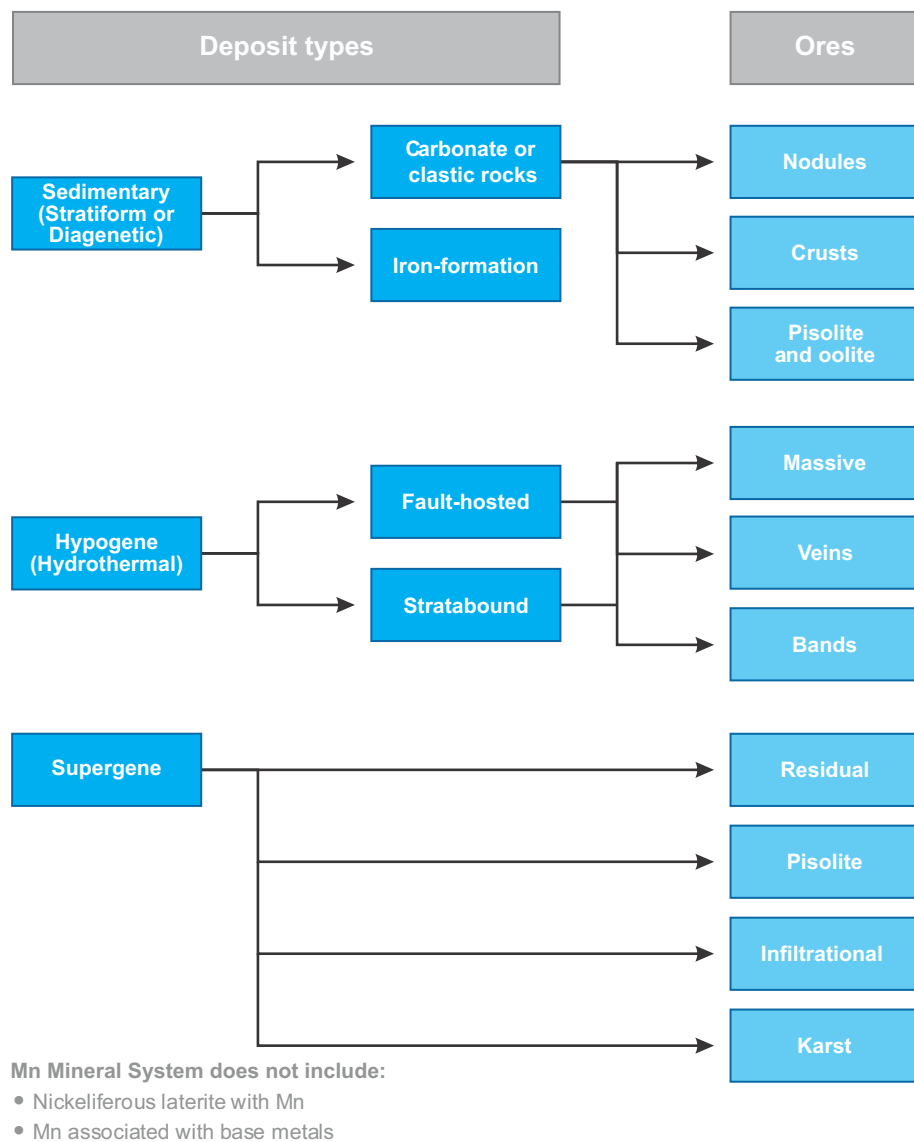 Deposit types
Ores
Sedimentary
(Stratiform or
Diagenetic)
Carbonate or
clastic rocks
Iron-formation
Nodules
Crusts
Pisolite
and oolite
Hypogene
(Hydrothermal)
Fault-hosted
Stratabound
Massive
Veins
Bands
Supergene
Residual
Pisolite
Infiltrational
Karst
Mn Mineral System does not include:
• Nickeliferous laterite with Mn
• Mn associated with base metals